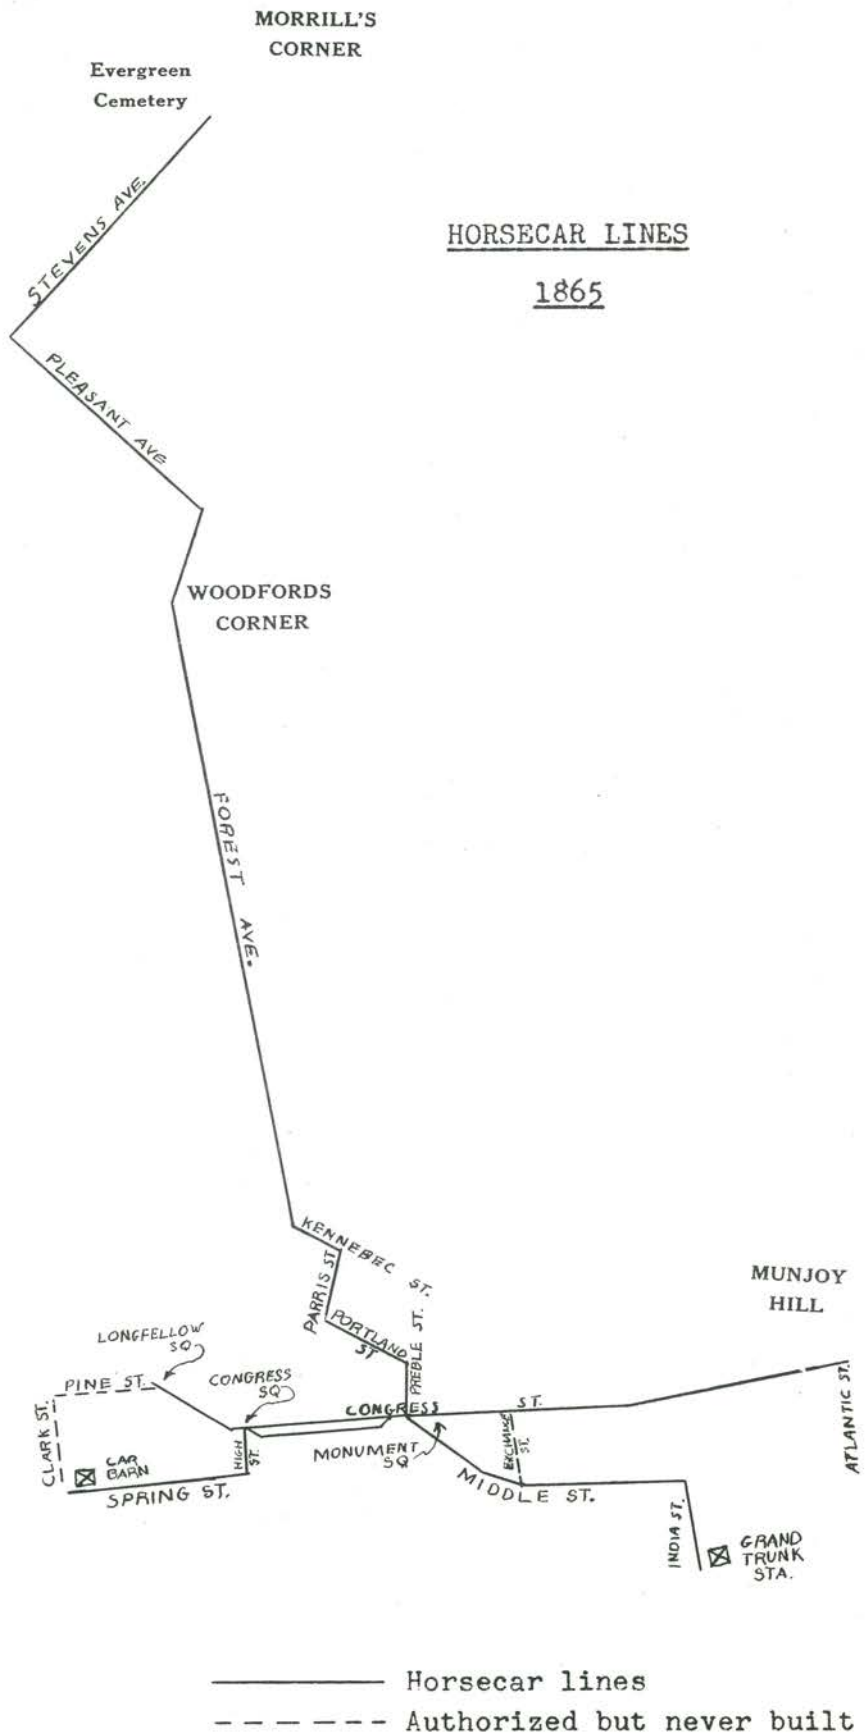 MORRILL'S
CORNER
Evergreen
Cemetery
STEVENS AVE.
HORSECAR LINES
1865
PLEASANT AVE
WOODFORDS
CORNER
FOREST AVE.
KENNEBEC ST.
PARRIS ST
PORTLAND
ST
PREBLE ST.
MUNJOY
HILL
LONGFELLOW
SQ.
PINE ST.
CONGRESS
SQ.
CONGRESS ST.
CLARK ST.
CAR
BARN
HIGH
ST.
MONUMENT
SQ
EXCHANGE
ST.
ATLANTIC ST.
SPRING ST.
MIDDLE ST.
INDIA ST.
GRAND
TRUNK
STA.
Horsecar lines
Authorized but never built